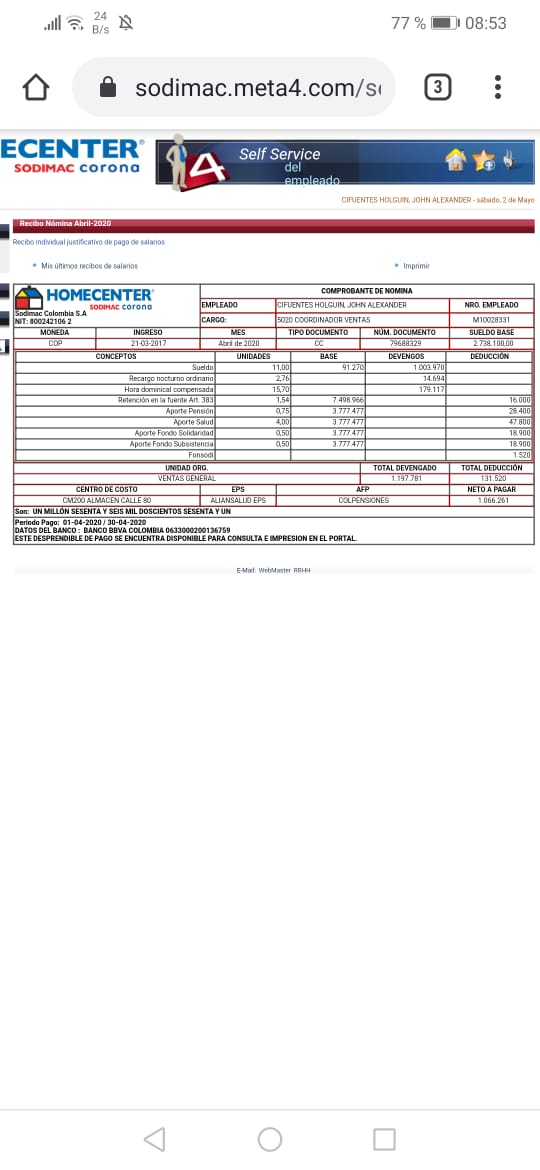 24
B/s
77 %
08:53
sodimac.meta4.com/s
3
ECENTER
SODIMAC corona
4
Self Service
del
empleado
CIFUENTES HOLGUIN, JOHN ALEXANDER - sábado, 2 de Mayo
Recibo Nómina Abril-2020
Recibo individual justificativo de pago de salarios
Mis últimos recibos de salarios
Imprimir
HOMECENTER
SODIMAC corona
Sodimac Colombia S.A
NIT: 800242106 2
COMPROBANTE DE NOMINA
EMPLEADO CIFUENTES HOLGUIN, JOHN ALEXANDER NRO. EMPLEADO
CARGO: 5020 COORDINADOR VENTAS M10028331
MONEDA INGRESO MES TIPO DOCUMENTO NÚM. DOCUMENTO SUELDO BASE
COP 21-03-2017 Abril de 2020 CC 79688329 2.738.100,00
CONCEPTOS UNIDADES BASE DEVENGOS DEDUCCIÓN
Sueldo 11,00 91.270 1.003.970
Recargo nocturno ordinario 2,76 14.694
Hora dominical compensada 15,70 179.117
Retención en la fuente Art. 383 1,54 7.498.966 16.000
Aporte Pensión 0,75 3.777.477 28.400
Aporte Salud 4,00 3.777.477 47.800
Aporte Fondo Solidaridad 0,50 3.777.477 18.900
Aporte Fondo Subsistencia 0,50 3.777.477 18.900
Fonsodi 1.520
UNIDAD ORG. TOTAL DEVENGADO TOTAL DEDUCCIÓN
VENTAS GENERAL 1.197.781 131.520
CENTRO DE COSTO EPS AFP NETO A PAGAR
CM200 ALMACEN CALLE 80 ALIANSALUD EPS COLPENSIONES 1.066.261
Son: UN MILLÓN SESENTA Y SEIS MIL DOSCIENTOS SESENTA Y UN
Periodo Pago: 01-04-2020 / 30-04-2020
DATOS DEL BANCO : BANCO BBVA COLOMBIA 0633000200136759
ESTE DESPRENDIBLE DE PAGO SE ENCUENTRA DISPONIBLE PARA CONSULTA E IMPRESION EN EL PORTAL.
E-Mail: WebMaster RRHH